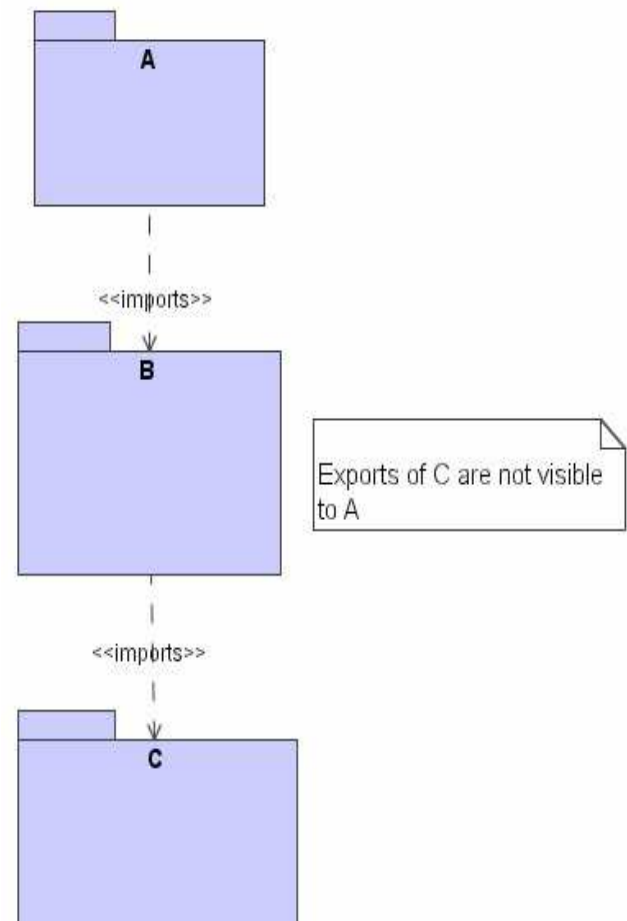 A
<<imports>>
B
Exports of C are not visible
to A
<<imports>>
C